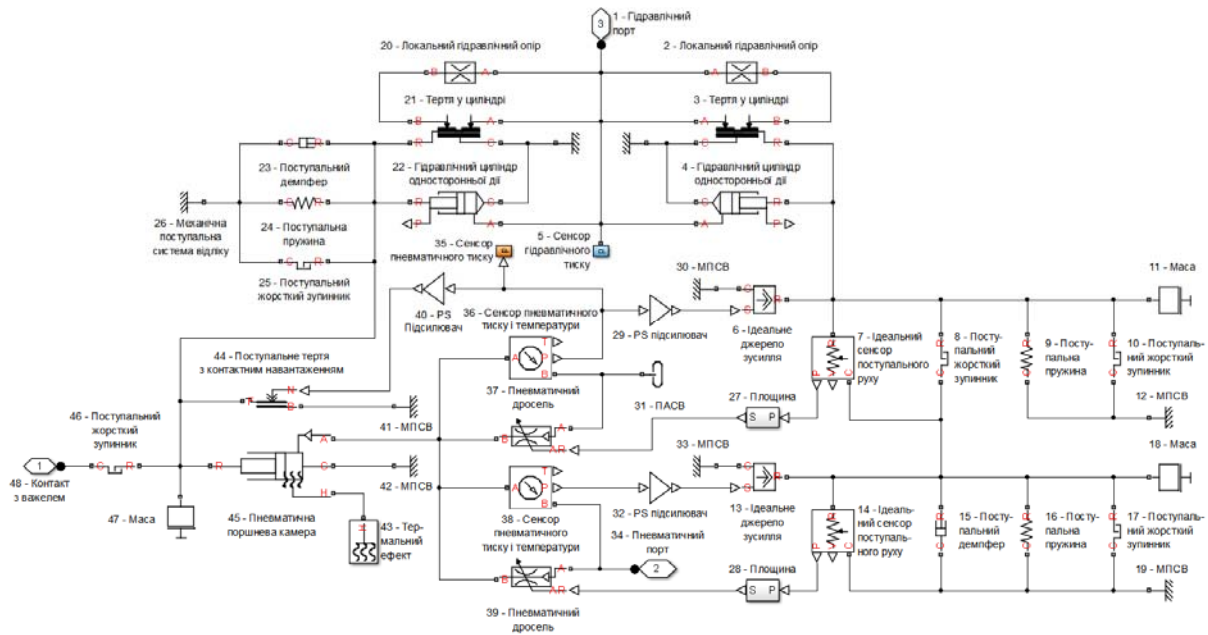 1 - Гідравлічний
порт
3
20 - Локальний гідравлічний опір
2 - Локальний гідравлічний опір
B A
A B
21 - Тертя у циліндрі
3 - Тертя у циліндрі
B A
A B
R C
C R
C R
23 - Поступальний
демпфер
22 - Гідравлічний циліндр
односторонньої дії
4 - Гідравлічний циліндр
односторонньої дії
C R
R C
C R
P A
A P
26 - Механічна
поступальна
система відліку
24 - Поступальна
пружина
35 - Сенсор
пневматичного тиску
P
5 - Сенсор
гідравлічного
тиску
P
C R
25 - Поступальний
жорсткий зупинник
30 - МПСВ
11 - Маса
40 - PS
Підсилювач
36 - Сенсор пневматичного
тиску і температури
29 - PS підсилювач
C
S
R
6 - Ідеальне
джерело
зусилля
7 - Ідеальний
сенсор
поступального
руху
8 - Посту-
пальний
жорсткий
зупинник
9 - Посту-
пальна
пружина
10 - Поступаль-
ний жорсткий
зупинник
44 - Поступальне тертя
з контактним навантаженням
A T P B
37 - Пневматичний
дросель
R P V C
R C
R C
R C
27 - Площина
S P
12 - МПСВ
N
T B
31 - ПАСВ
46 - Поступальний
жорсткий
зупинник
41 - МПСВ
B A AR
33 - МПСВ
18 - Маса
1
C R
R A C H
A T P B
C
S
R
48 - Контакт
з важелем
42 - МПСВ
32 - PS підсилювач
47 - Маса
45 - Пневматична
поршнева камера
43 - Тер-
мальний
ефект
H
38 - Сенсор
пневматичного
тиску і температури
34 - Пневматичний
порт
13 - Ідеальне
джерело
зусилля
14 - Ідеаль-
ний сенсор
поступаль-
ного руху
15 - Посту-
пальний
демпфер
16 - Посту-
пальна
пружина
17 - Поступаль-
ний жорсткий
зупинник
R P V C
R C
R C
R C
2
28 - Площина
S P
19 - МПСВ
B A AR
39 - Пневматичний
дросель